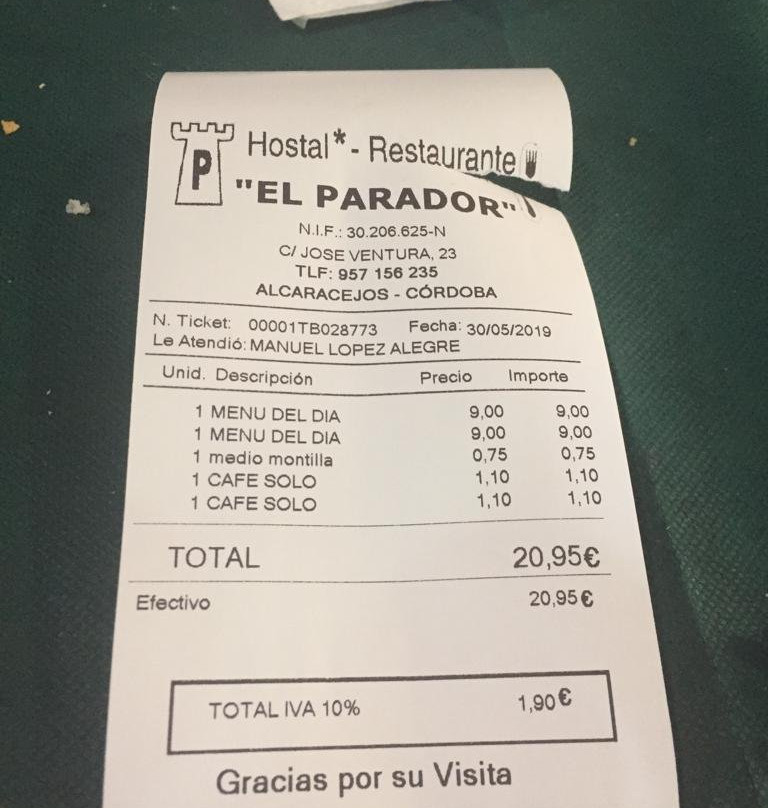 P
Hostal* - Restaurante
"EL PARADOR"
N.I.F.: 30.206.625-N
C/ JOSE VENTURA, 23
TLF: 957 156 235
ALCARACEJOS - CÓRDOBA
N. Ticket: 00001TB028773 Fecha: 30/05/2019
Le Atendió: MANUEL LOPEZ ALEGRE
Unid. Descripción Precio Importe
1 MENU DEL DIA 9,00 9,00
1 MENU DEL DIA 9,00 9,00
1 medio montilla 0,75 0,75
1 CAFE SOLO 1,10 1,10
1 CAFE SOLO 1,10 1,10
TOTAL 20,95€
Efectivo 20,95€
TOTAL IVA 10% 1,90€
Gracias por su Visita